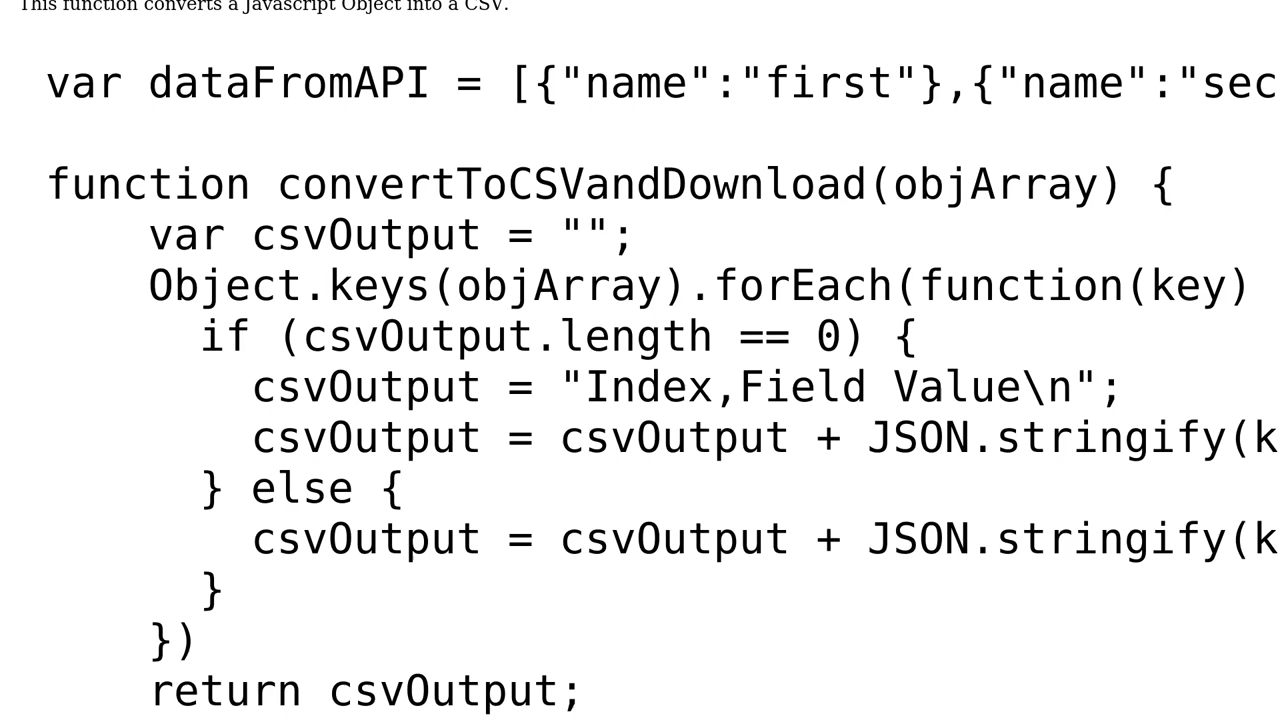 This function converts a Javascript Object into a CSV.
var dataFromAPI = [{"name":"first"},{"name":"sec
function convertToCSVandDownload(objArray) {
var csvOutput = "";
Object.keys(objArray).forEach(function(key)
if (csvOutput.length == 0) {
csvOutput = "Index,Field Value\n";
csvOutput = csvOutput + JSON.stringify(k
} else {
csvOutput = csvOutput + JSON.stringify(k
}
})
return csvOutput;